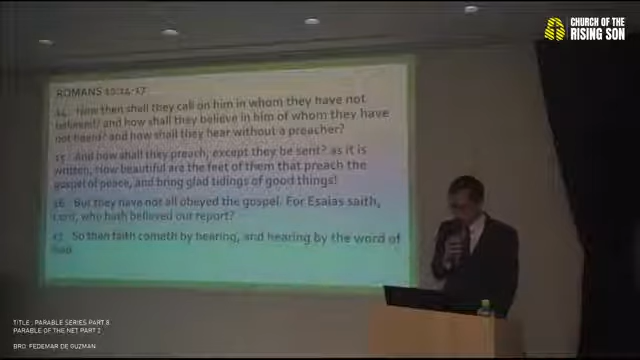 CHURCH OF THE
RISING SON
ROMANS 10:14-17
14 How then shall they call on him in whom they have not
believed? and how shall they believe in him of whom they have
not heard? and how shall they hear without a preacher?
15 And how shall they preach, except they be sent? as it is
written, How beautiful are the feet of them that preach the
gospel of peace, and bring glad tidings of good things!
16 But they have not all obeyed the gospel. For Esaias saith,
Lord, who hath believed our report?
17 So then faith cometh by hearing, and hearing by the word of
God.
TITLE : PARABLE SERIES PART 8
PARABLE OF THE NET PART 2
BRO. FEDEMAR DE GUZMAN